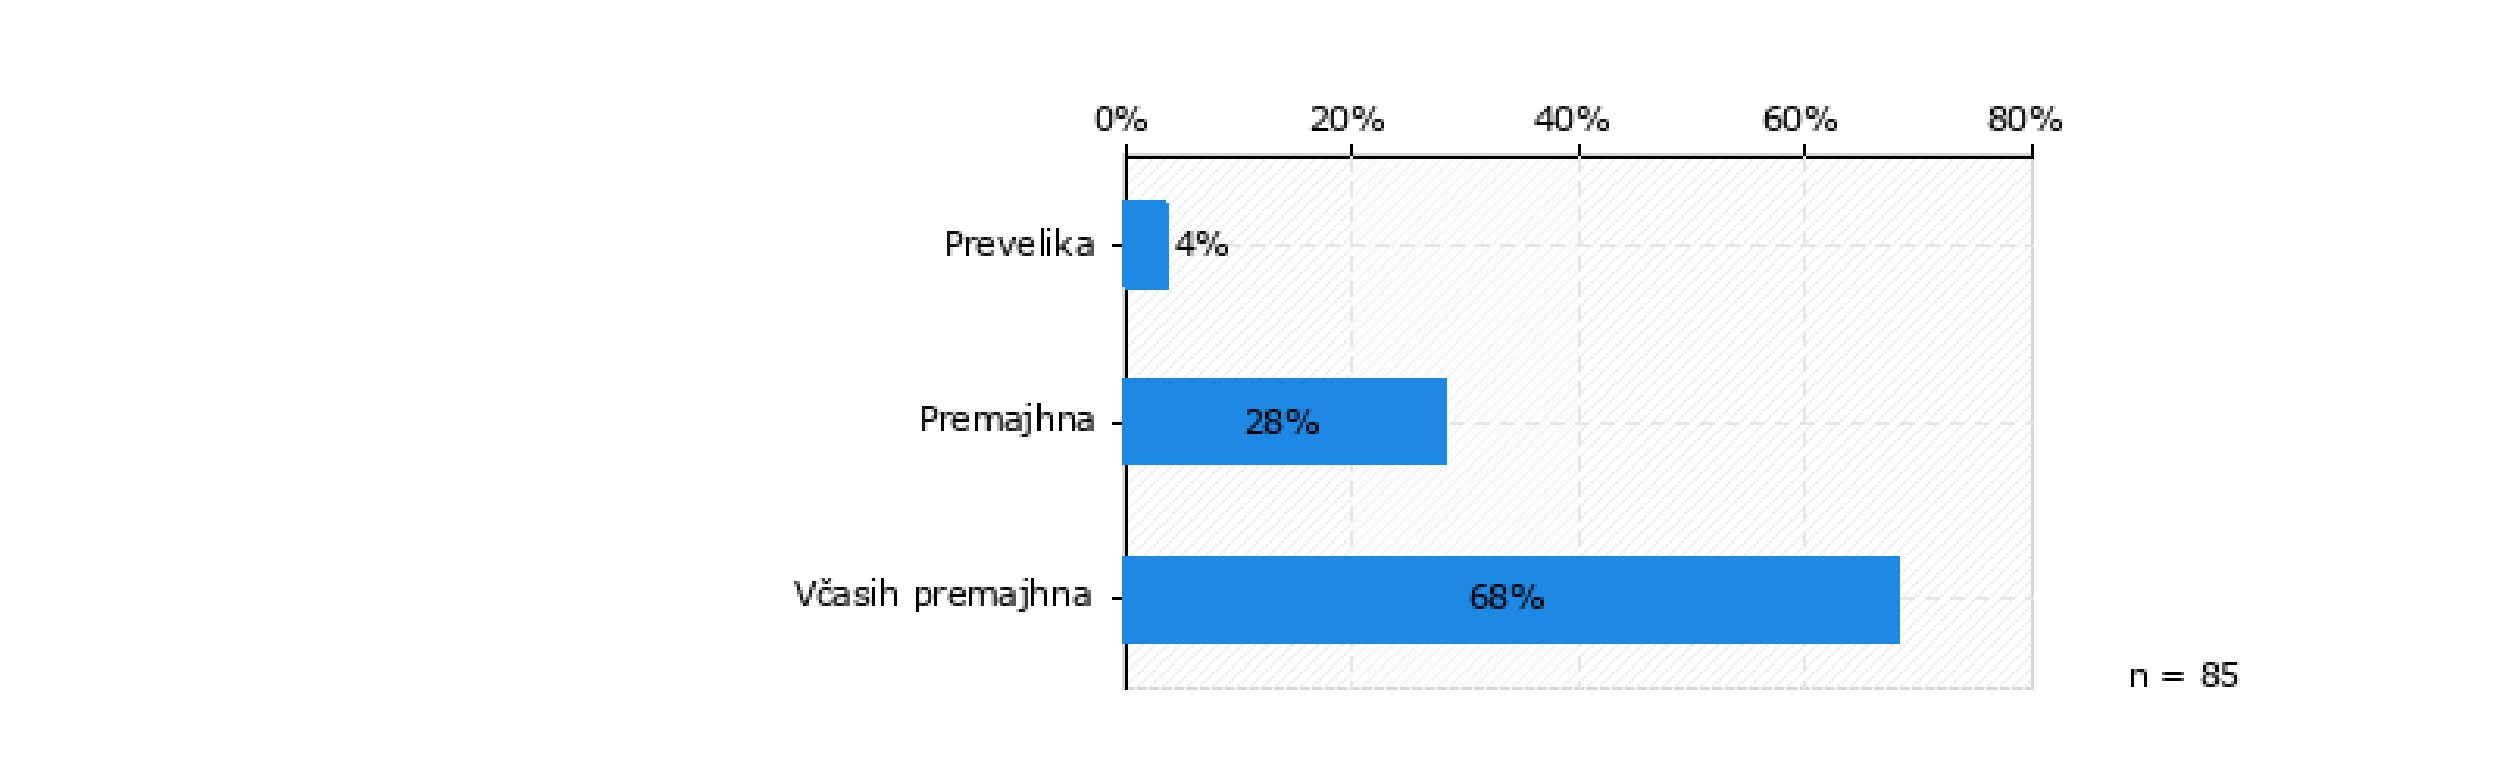 0% 20% 40% 60% 80%
Prevelika 4%
Premajhna 28%
Včasih premajhna 68%
n = 85